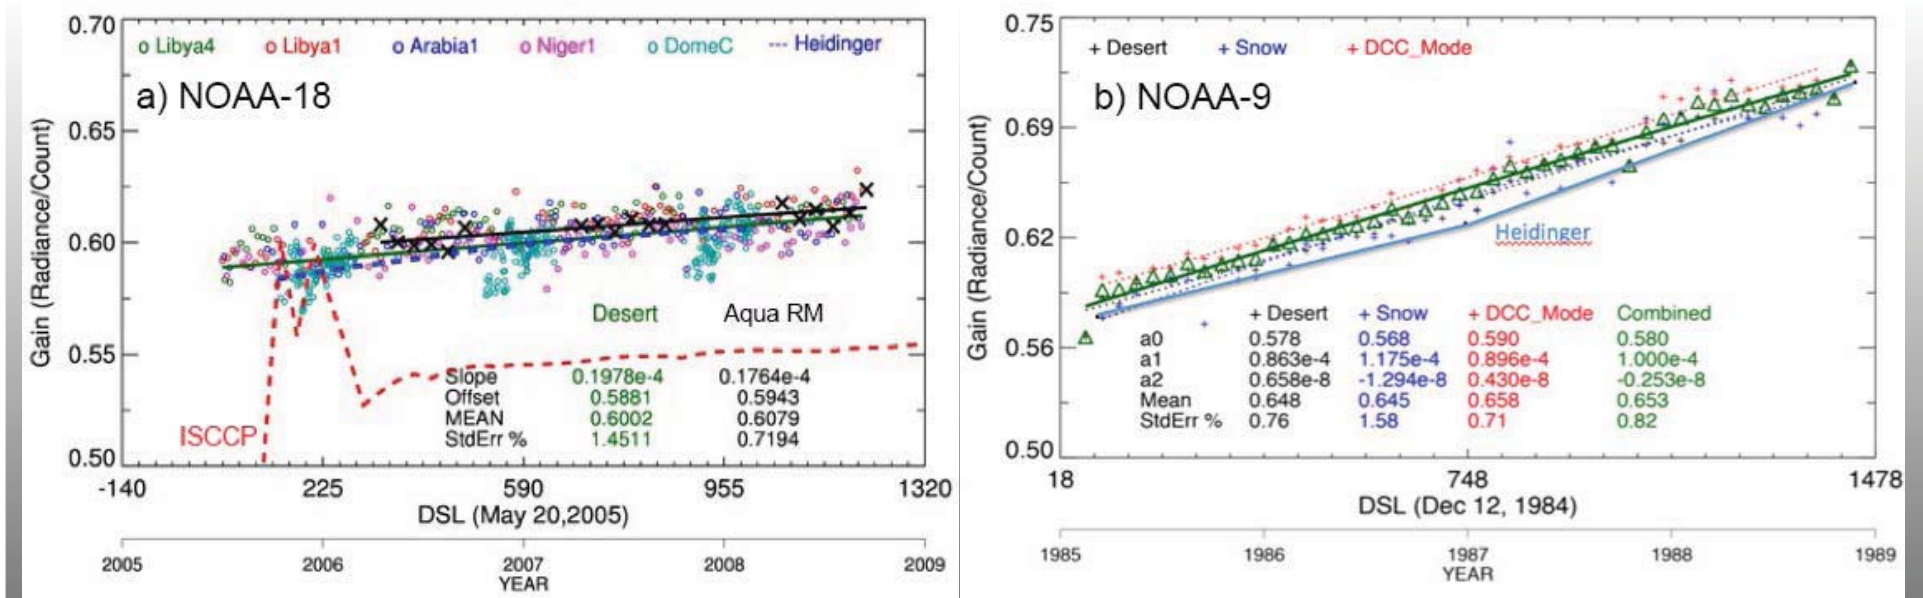 0.70
o Libya4 o Libya1 o Arabia1 o Niger1 o DomeC --- Heidinger
a) NOAA-18
0.65
0.60
0.55
0.50
Gain (Radiance/Count)
Desert Aqua RM
Slope 0.1978e-4 0.1764e-4
Offset 0.5881 0.5943
MEAN 0.6002 0.6079
StdErr % 1.4511 0.7194
ISCCP
-140 225 590 955 1320
DSL (May 20,2005)
2005 2006 2007 2008 2009
YEAR
0.75
+ Desert + Snow + DCC_Mode
b) NOAA-9
0.69
0.62
0.56
0.50
Gain (Radiance/Count)
Heidinger
+ Desert + Snow + DCC_Mode Combined
a0 0.578 0.568 0.590 0.580
a1 0.863e-4 1.175e-4 0.896e-4 1.000e-4
a2 0.658e-8 -1.294e-8 0.430e-8 -0.253e-8
Mean 0.648 0.645 0.658 0.653
StdErr % 0.76 1.58 0.71 0.82
18 748 1478
DSL (Dec 12, 1984)
1985 1986 1987 1988 1989
YEAR